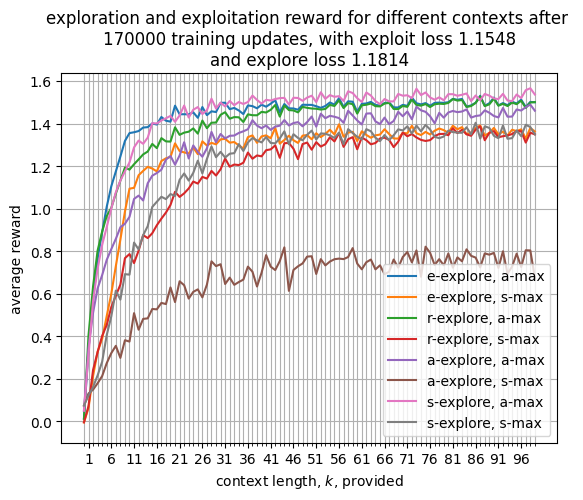 exploration and exploitation reward for different contexts after
170000 training updates, with exploit loss 1.1548
and explore loss 1.1814
average reward
1.6
1.4
1.2
1.0
0.8
0.6
0.4
0.2
0.0
e-explore, a-max
e-explore, s-max
r-explore, a-max
r-explore, s-max
a-explore, a-max
a-explore, s-max
s-explore, a-max
s-explore, s-max
1 6 11 16 21 26 31 36 41 46 51 56 61 66 71 76 81 86 91 96
context length, k, provided